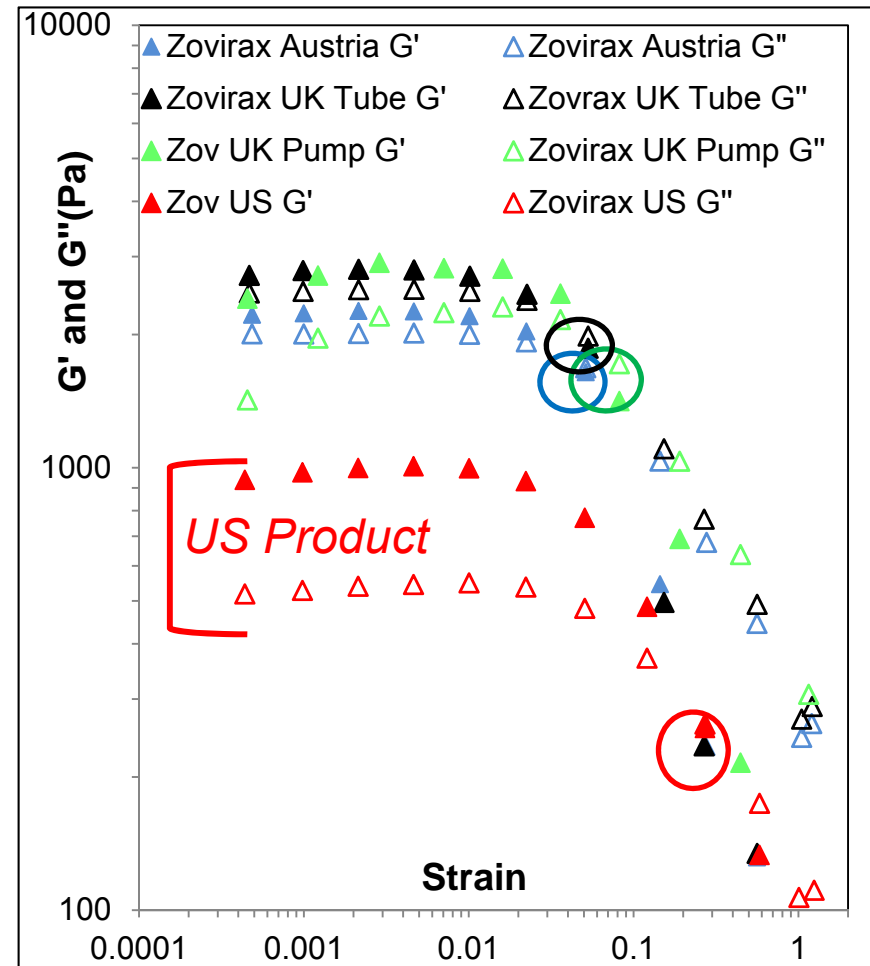 10000
Zovirax Austria G' Zovirax Austria G"
Zovirax UK Tube G' Zovrax UK Tube G"
Zov UK Pump G' Zovirax UK Pump G"
Zov US G' Zovirax US G"
G' and G"(Pa)
1000
US Product
Strain
100
0.0001 0.001 0.01 0.1 1